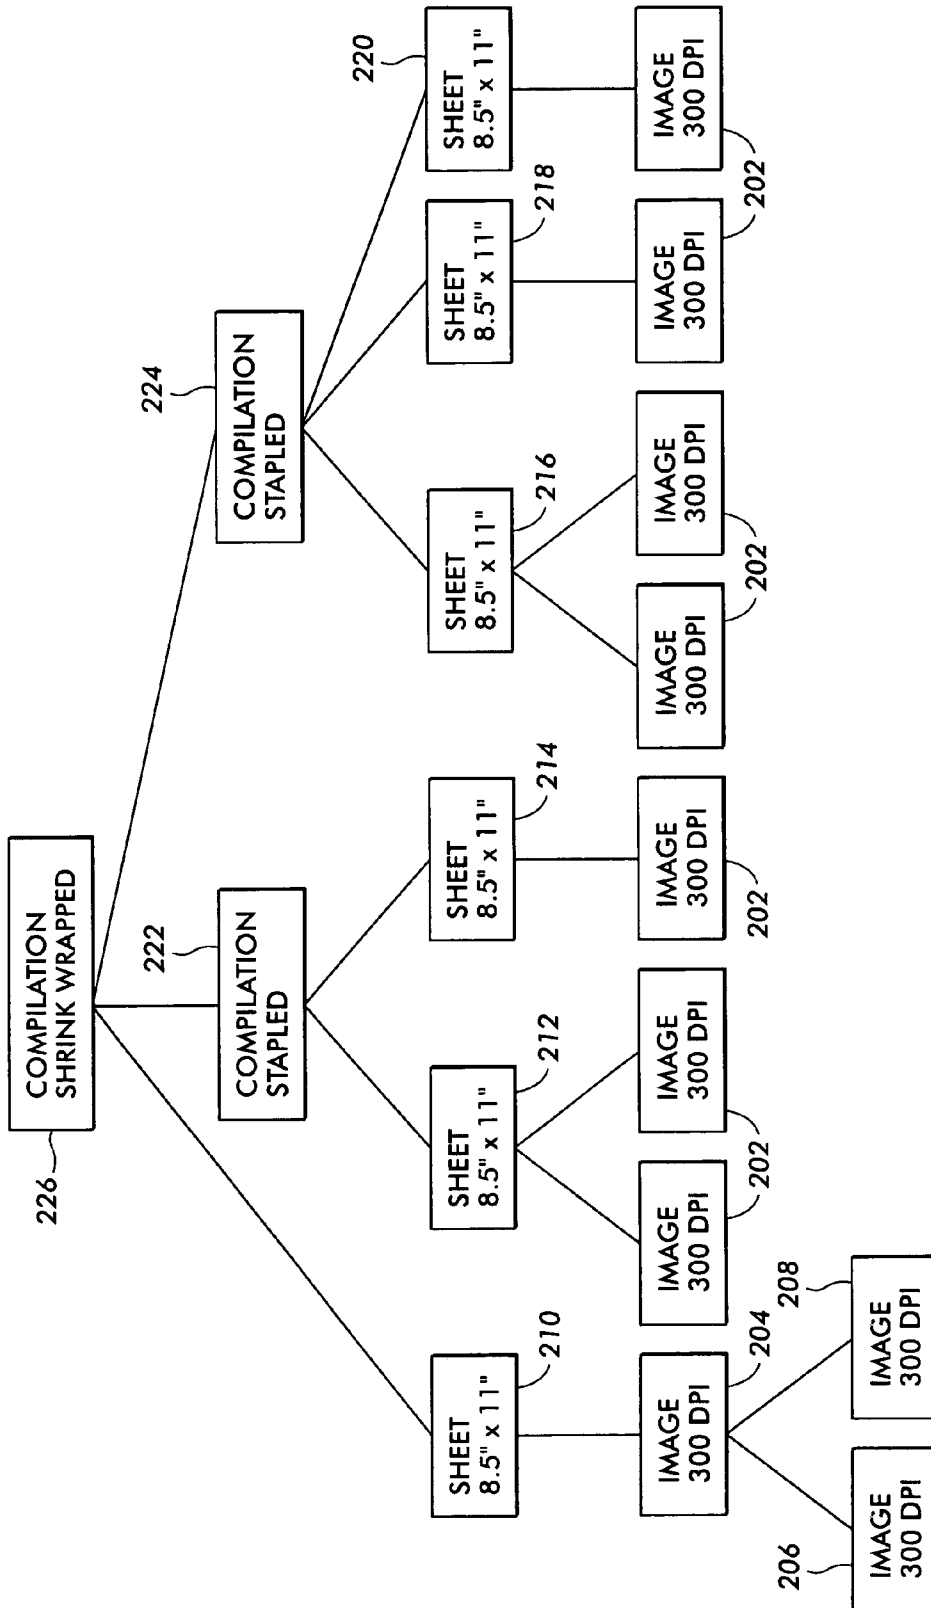 COMPILATION
SHRINK WRAPPED
226
COMPILATION
STAPLED
222
COMPILATION
STAPLED
224
SHEET
8.5" x 11"
210
SHEET
8.5" x 11"
212
SHEET
8.5" x 11"
214
SHEET
8.5" x 11"
216
SHEET
8.5" x 11"
218
SHEET
8.5" x 11"
220
IMAGE
300 DPI
204
IMAGE
300 DPI
IMAGE
300 DPI
202
IMAGE
300 DPI
202
IMAGE
300 DPI
IMAGE
300 DPI
202
IMAGE
300 DPI
IMAGE
300 DPI
202
IMAGE
300 DPI
206
IMAGE
300 DPI
208